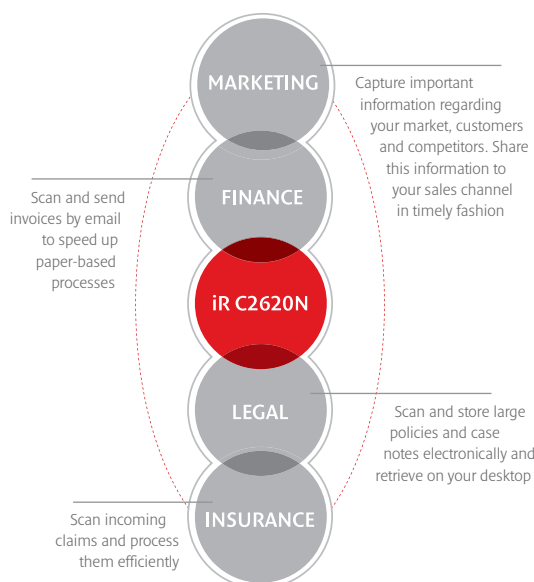 MARKETING
Capture important
information regarding
your market, customers
and competitors. Share
this information to
your sales channel
in timely fashion
FINANCE
Scan and send
invoices by email
to speed up
paper-based
processes
iR C2620N
LEGAL
Scan and store large
policies and case
notes electronically and
retrieve on your desktop
INSURANCE
Scan incoming
claims and process
them efficiently